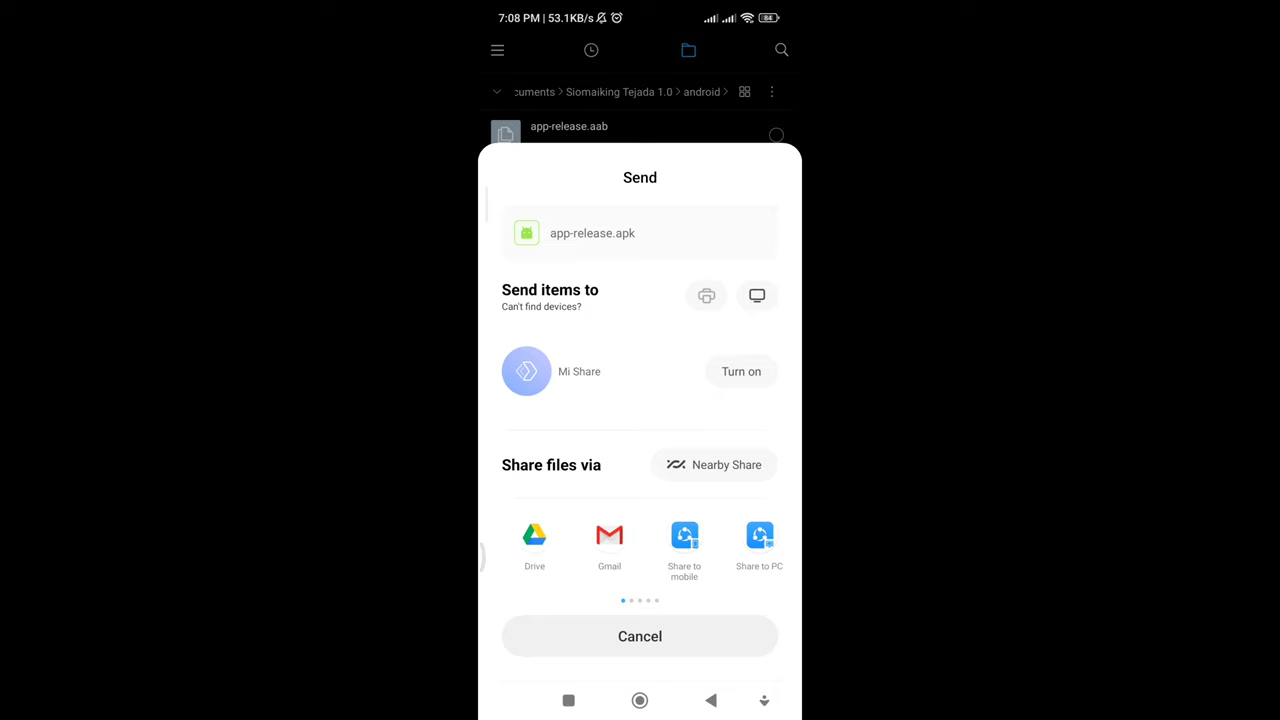 7:08 PM | 53.1KB/s 84
cuments > Siomaiking Tejada 1.0 > android >
app-release.aab
Send
app-release.apk
Send items to
Can't find devices?
Mi Share
Turn on
Share files via
Nearby Share
Drive
Gmail
Share to mobile
Share to PC
Cancel